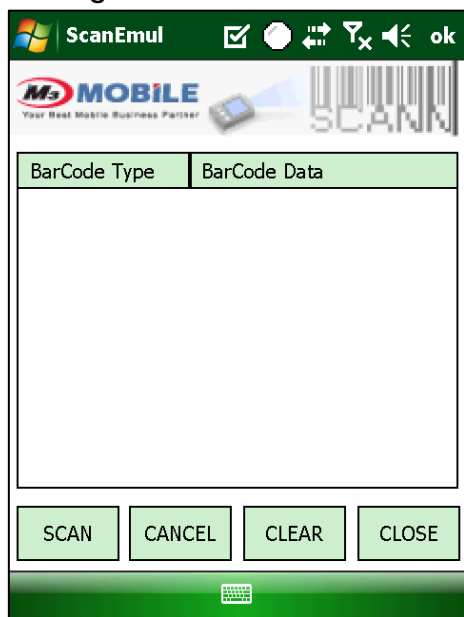 ScanEmul ok
M3 MOBILE
Your Best Mobile Business Partner
SCANN
BarCode Type BarCode Data
SCAN CANCEL CLEAR CLOSE